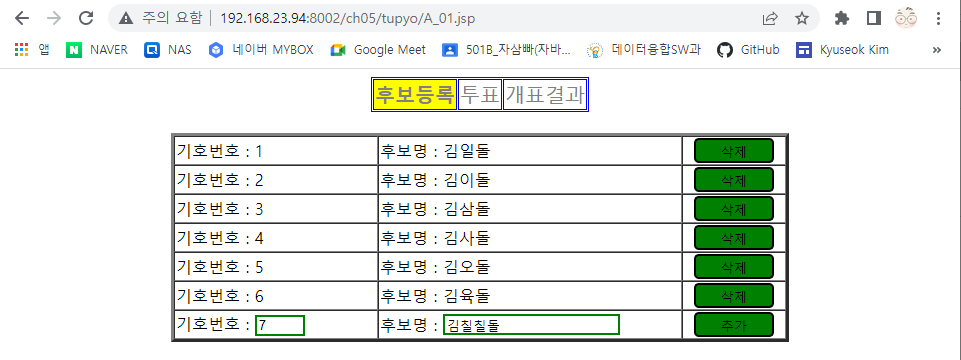 주의 요함 | 192.168.23.94:8002/ch05/tupyo/A_01.jsp
앱 NAVER NAS 네이버 MYBOX Google Meet 501B_자삼빠(자바... 데이터융합SW과 GitHub Kyuseok Kim »
후보등록 투표 개표결과
기호번호 : 1 후보명 : 김일돌 삭제
기호번호 : 2 후보명 : 김이돌 삭제
기호번호 : 3 후보명 : 김삼돌 삭제
기호번호 : 4 후보명 : 김사돌 삭제
기호번호 : 5 후보명 : 김오돌 삭제
기호번호 : 6 후보명 : 김육돌 삭제
기호번호 : 7 후보명 : 김칠칠돌 추가